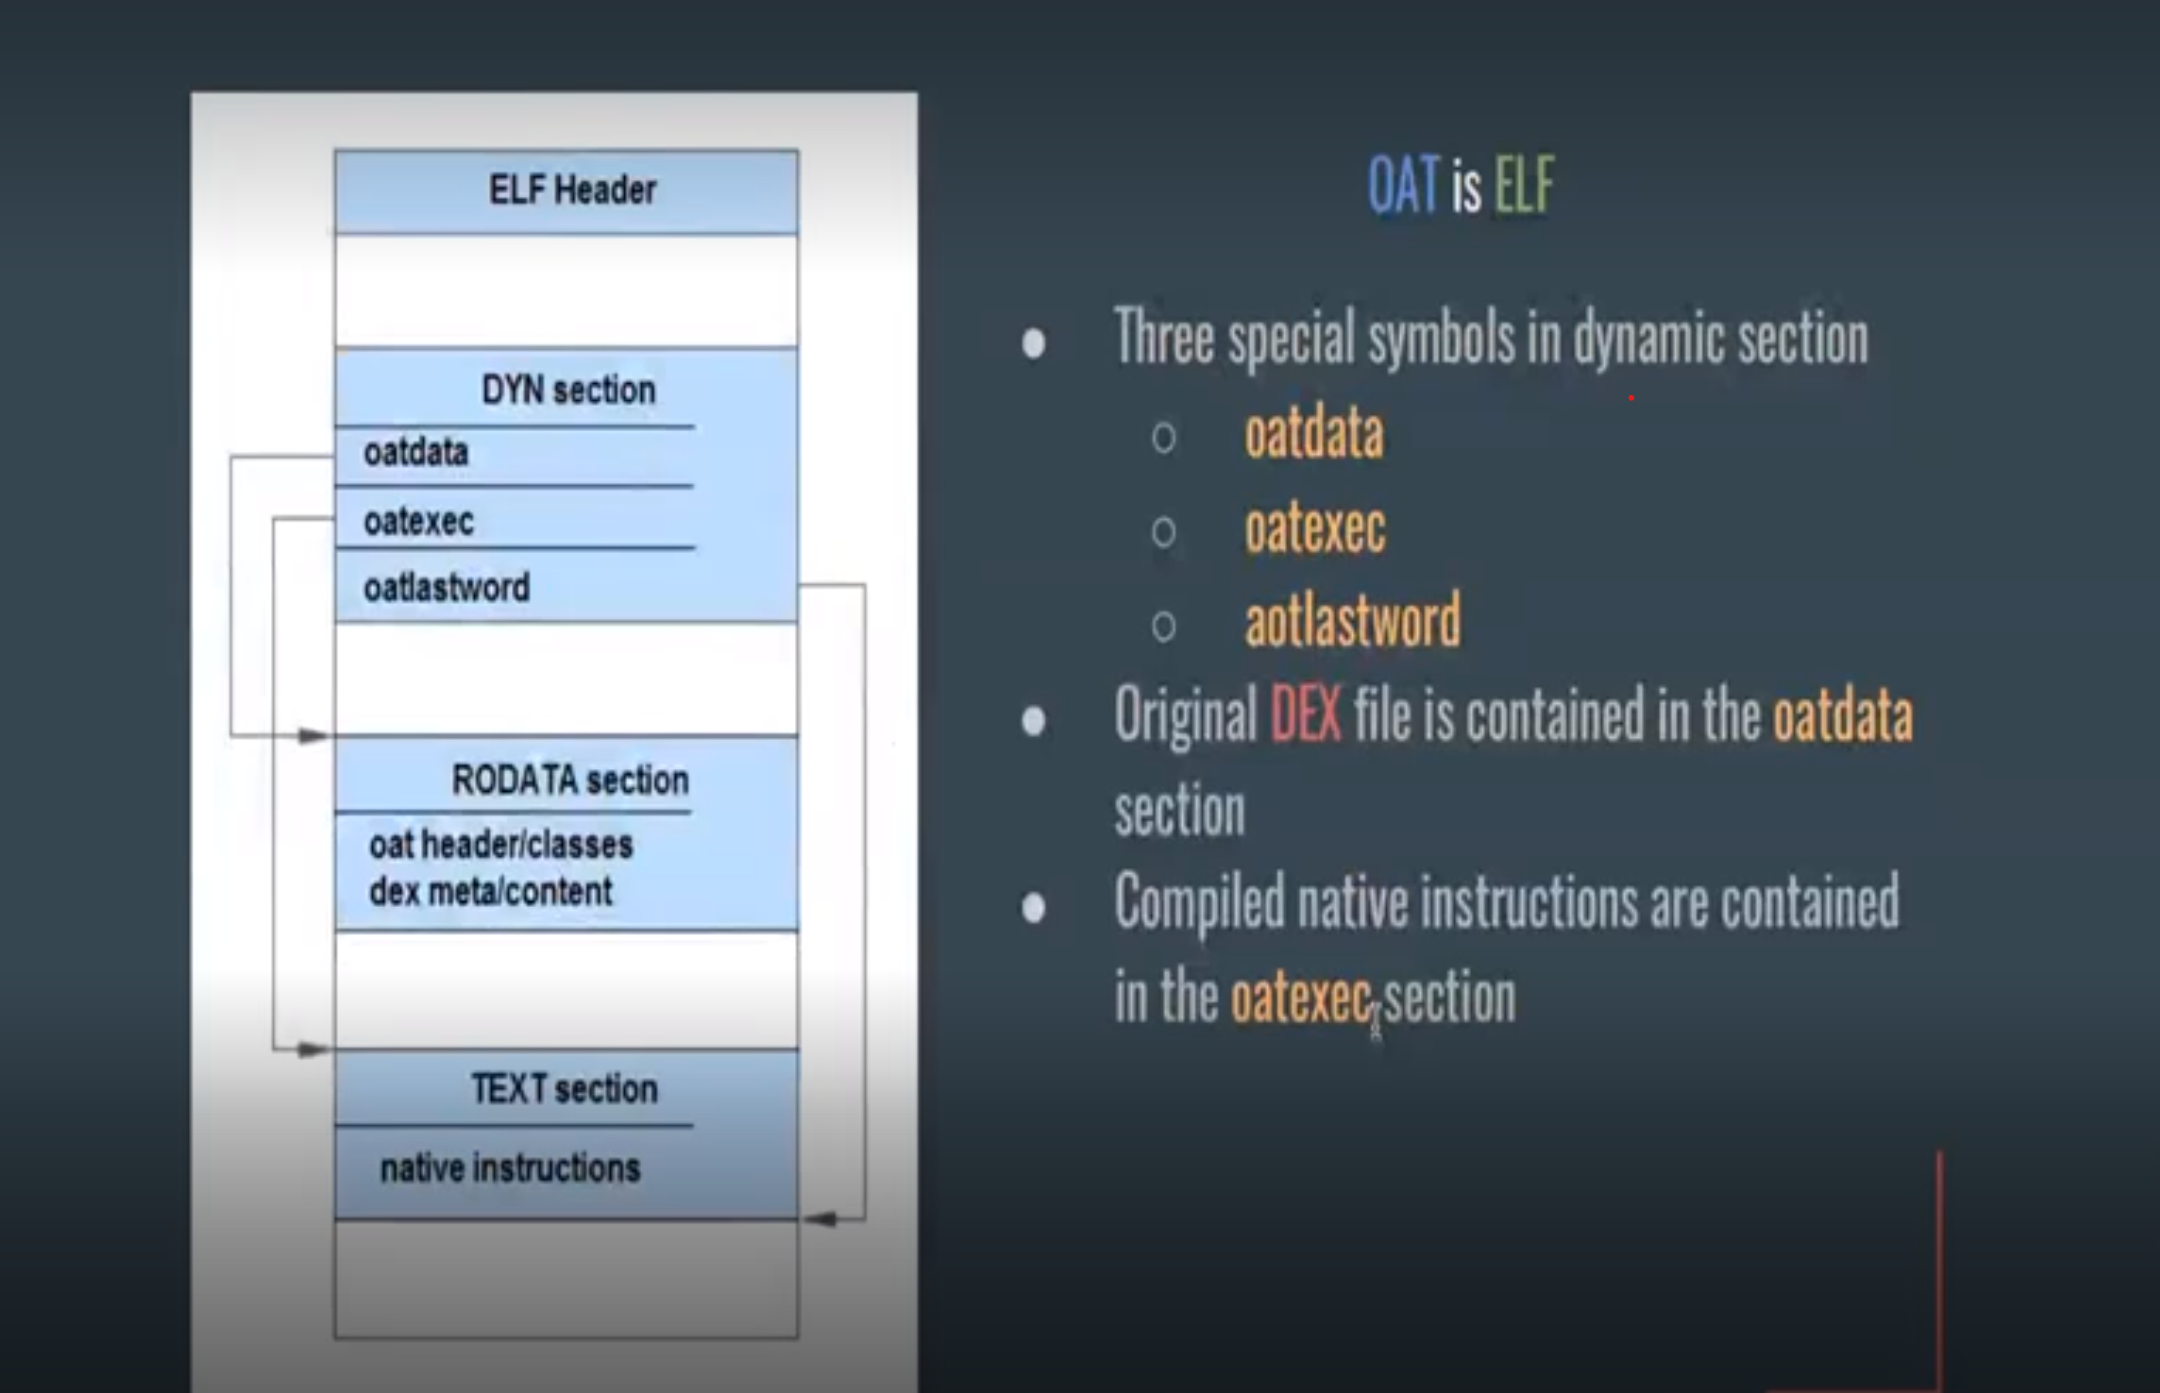 ELF Header
DYN section
oatdata
oatexec
oatlastword
RODATA section
oat header/classes
dex meta/content
TEXT section
native instructions
OAT is ELF
Three special symbols in dynamic section
oatdata
oatexec
aotlastword
Original DEX file is contained in the oatdata
section
Compiled native instructions are contained
in the oatexec section